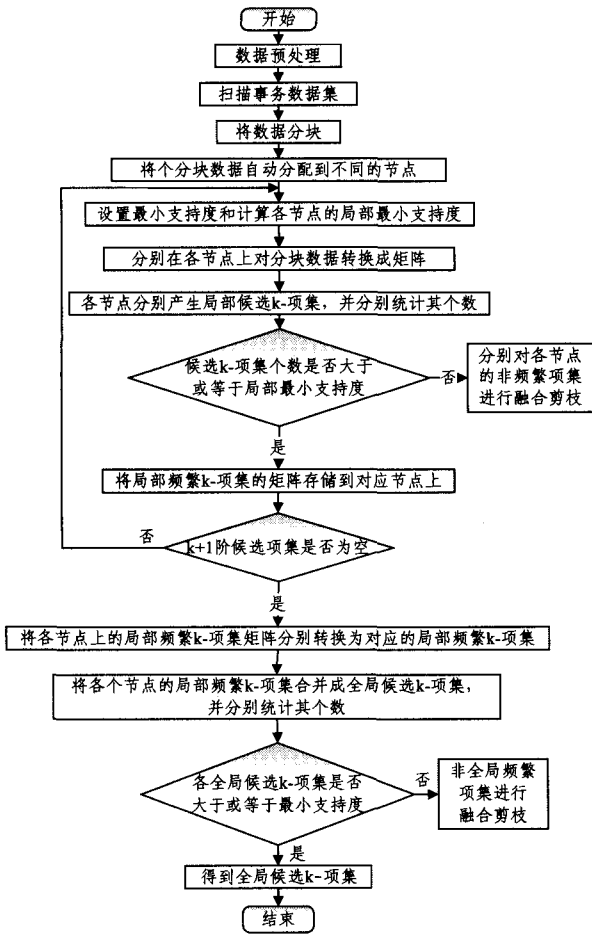 开始
数据预处理
扫描事务数据集
将数据分块
将个分块数据自动分配到不同的节点
设置最小支持度和计算各节点的局部最小支持度
分别在各节点上对分块数据转换成矩阵
各节点分别产生局部候选k-项集，并分别统计其个数
候选k-项集个数是否大于
或等于局部最小支持度
否
分别对各节点
的非频繁项集
进行融合剪枝
是
将局部频繁k-项集的矩阵存储到对应节点上
否
k+1阶候选项集是否为空
是
将各节点上的局部频繁k-项集矩阵分别转换为对应的局部频繁k-项集
将各个节点的局部频繁k-项集合并成全局候选k-项集，
并分别统计其个数
各全局候选k-项集是否
大于或等于最小支持度
否
非全局频繁
项集进行
融合剪枝
是
得到全局候选k-项集
结束